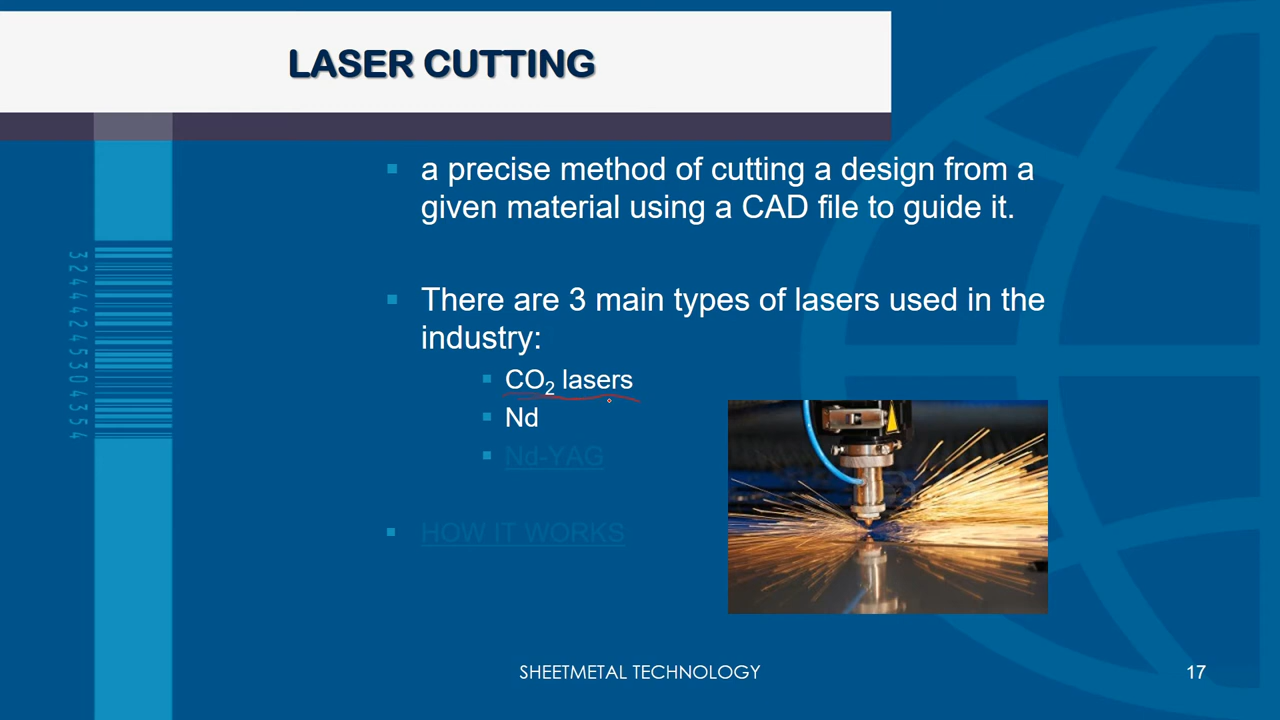 LASER CUTTING
a precise method of cutting a design from a
given material using a CAD file to guide it.
There are 3 main types of lasers used in the
industry:
CO₂ lasers
Nd
Nd-YAG
HOW IT WORKS
32444245304354
SHEETMETAL TECHNOLOGY
17